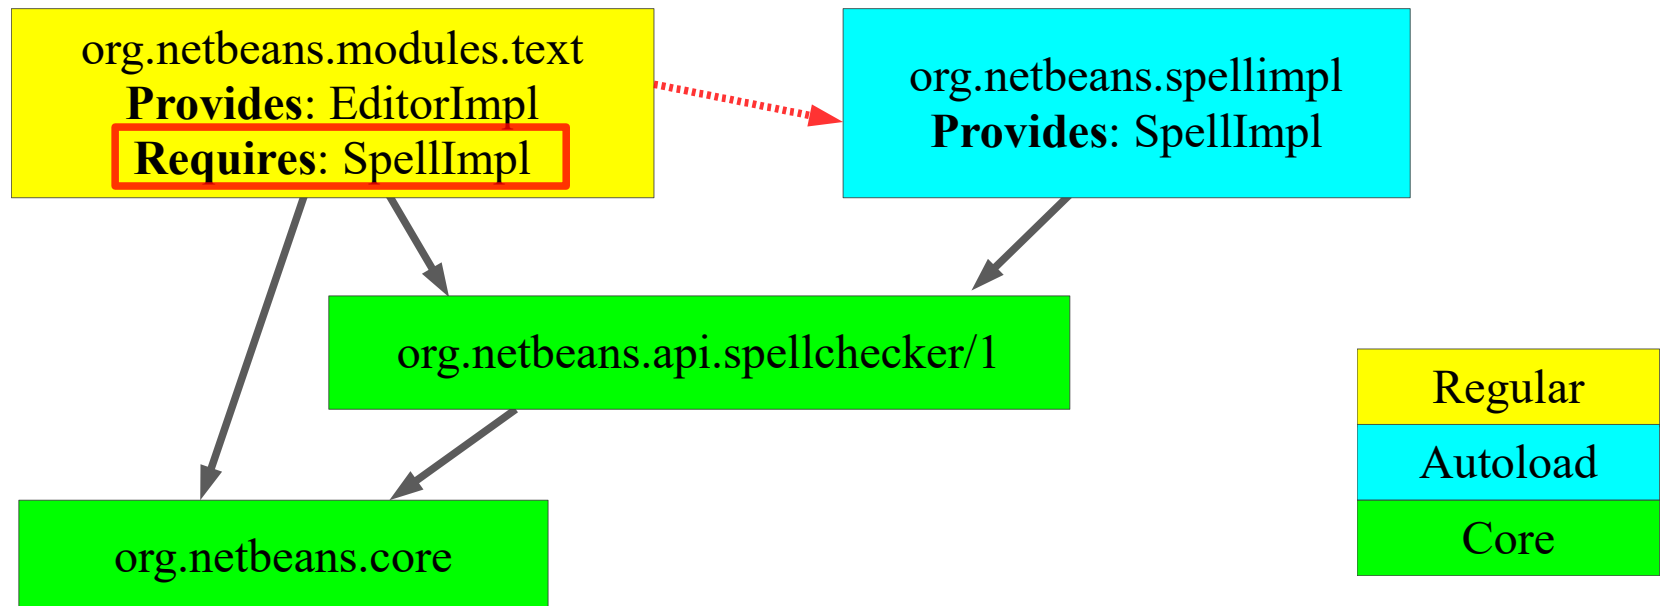 org.netbeans.modules.text
Provides: EditorImpl
Requires: SpellImpl
org.netbeans.spellimpl
Provides: SpellImpl
org.netbeans.api.spellchecker/1
org.netbeans.core
Regular
Autoload
Core